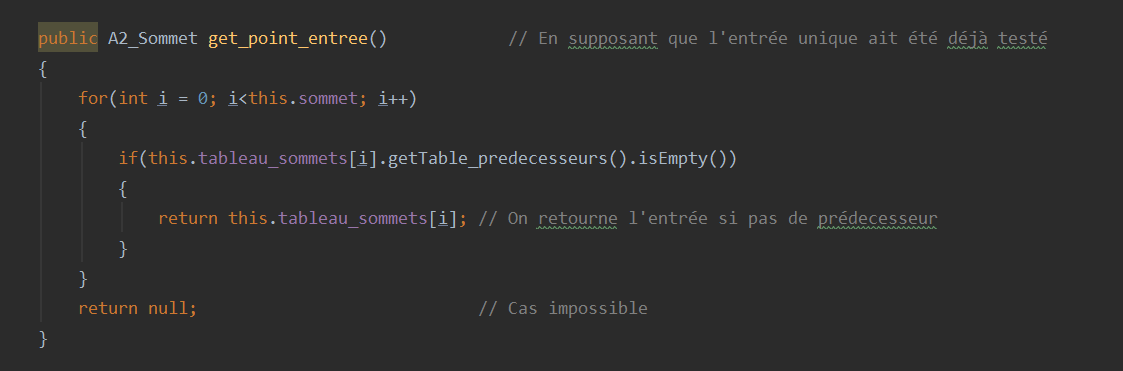 public A2_Sommet get_point_entree() // En supposant que l'entrée unique ait été déjà testé
{
for(int i = 0; i<this.sommet; i++)
{
if(this.tableau_sommets[i].getTable_predecesseurs().isEmpty())
{
return this.tableau_sommets[i]; // On retourne l'entrée si pas de prédecesseur
}
}
return null; // Cas impossible
}